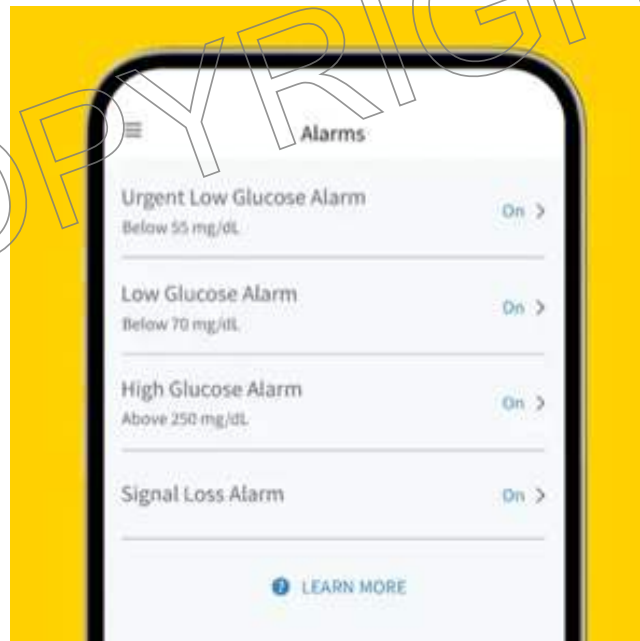 COPYRIGH
Alarms
Urgent Low Glucose Alarm
On
Below 55 mg/dL
Low Glucose Alarm
On
Below 70 mg/dL
High Glucose Alarm
On
Above 250 mg/dL
Signal Loss Alarm
On
LEARN MORE